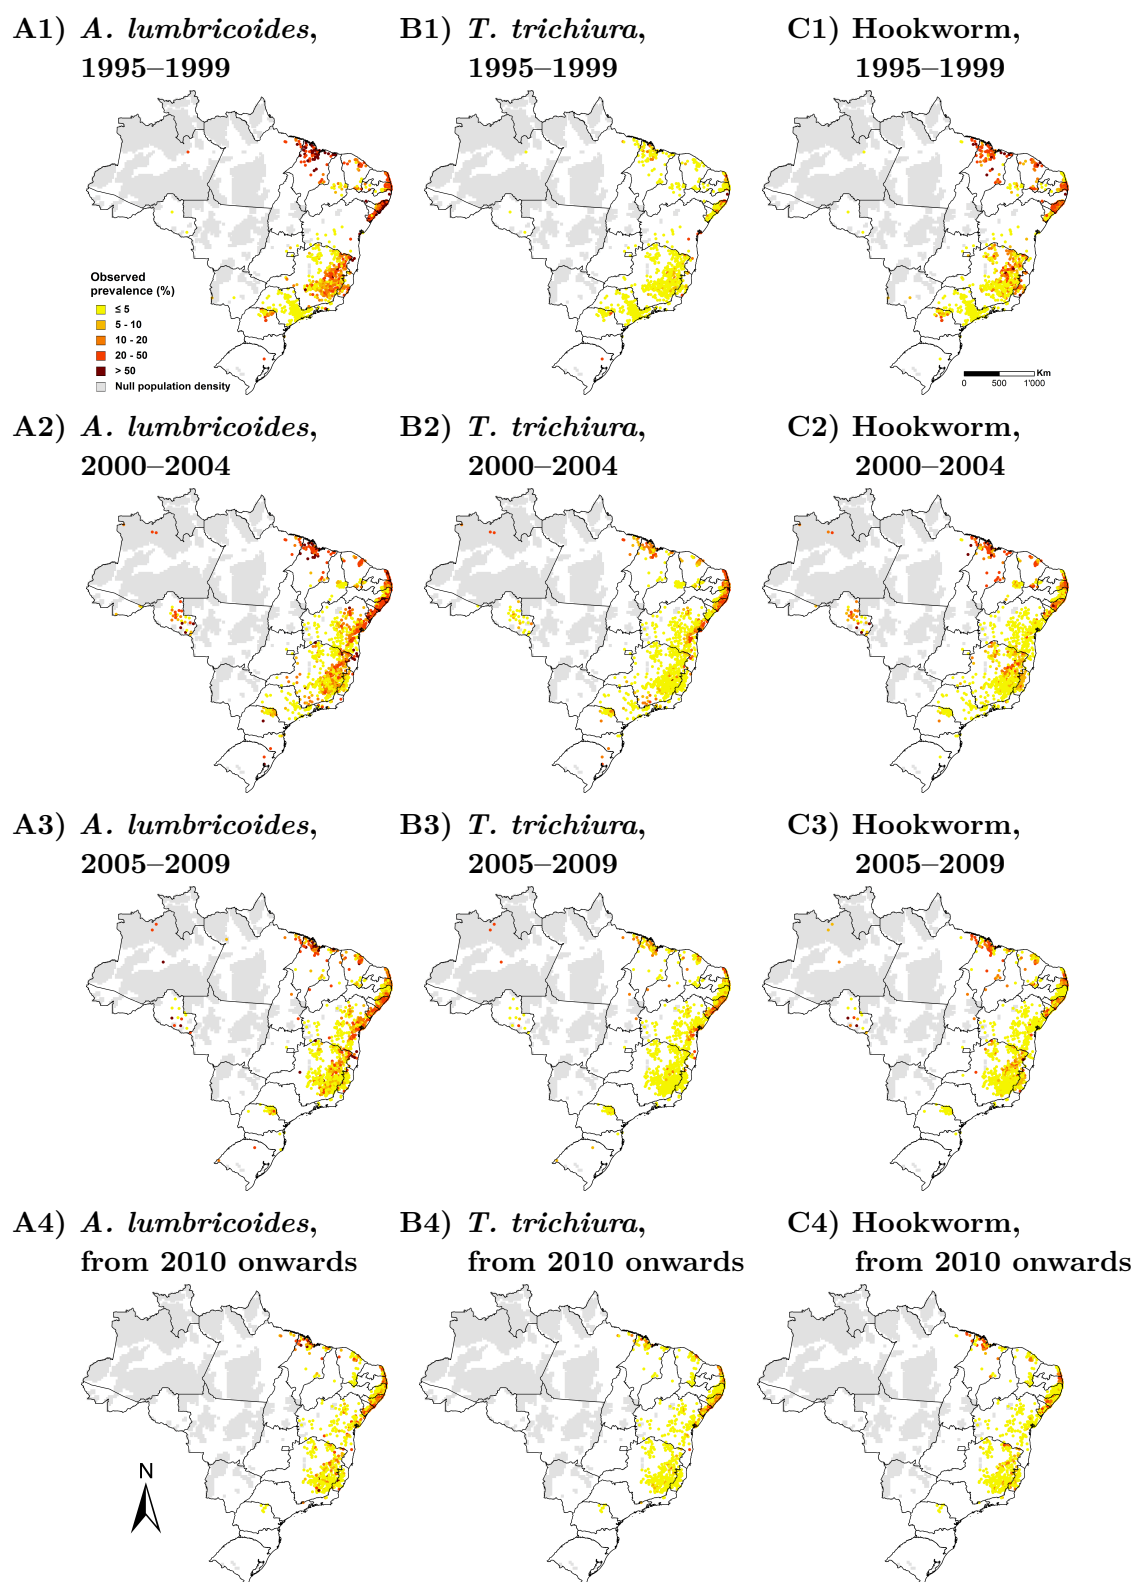 A1) A. lumbricoides,
1995–1999
B1) T. trichiura,
1995–1999
C1) Hookworm,
1995–1999
Observed
prevalence (%)
≤ 5
5 - 10
10 - 20
20 - 50
> 50
Null population density
Km
0 500 1'000
A2) A. lumbricoides,
2000–2004
B2) T. trichiura,
2000–2004
C2) Hookworm,
2000–2004
A3) A. lumbricoides,
2005–2009
B3) T. trichiura,
2005–2009
C3) Hookworm,
2005–2009
A4) A. lumbricoides,
from 2010 onwards
B4) T. trichiura,
from 2010 onwards
C4) Hookworm,
from 2010 onwards
N